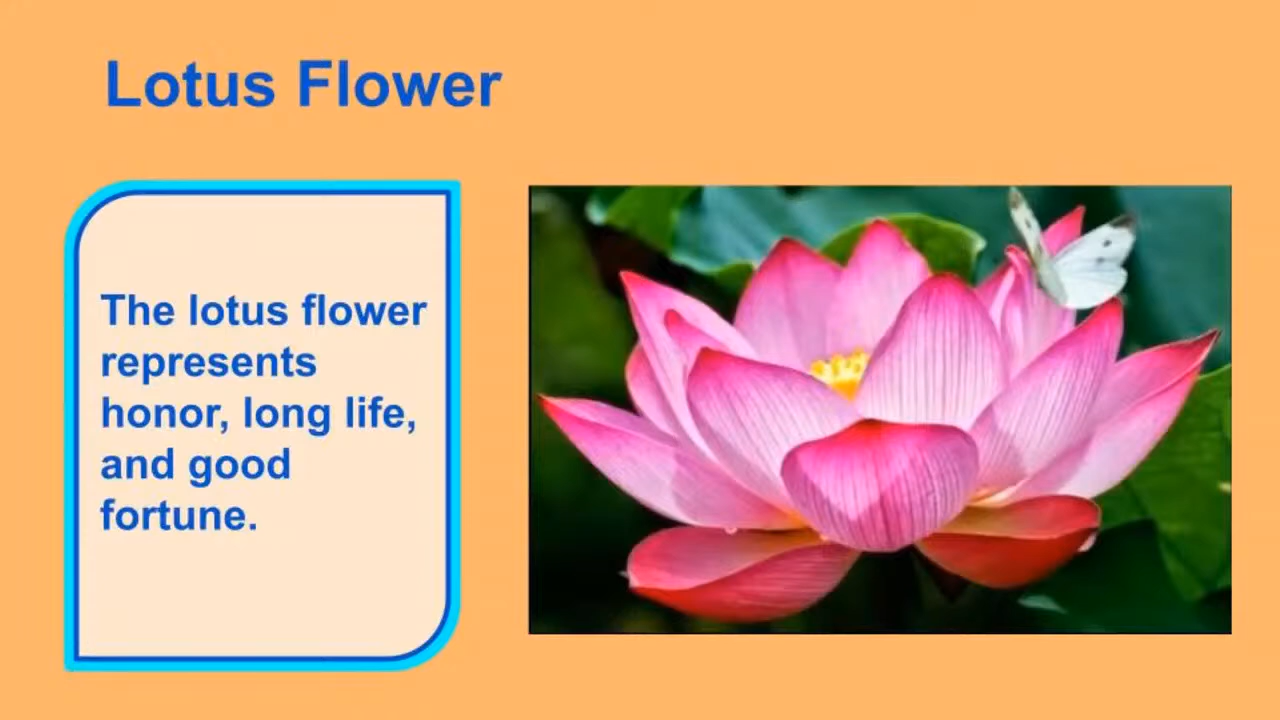 Lotus Flower
The lotus flower
represents
honor, long life,
and good
fortune.